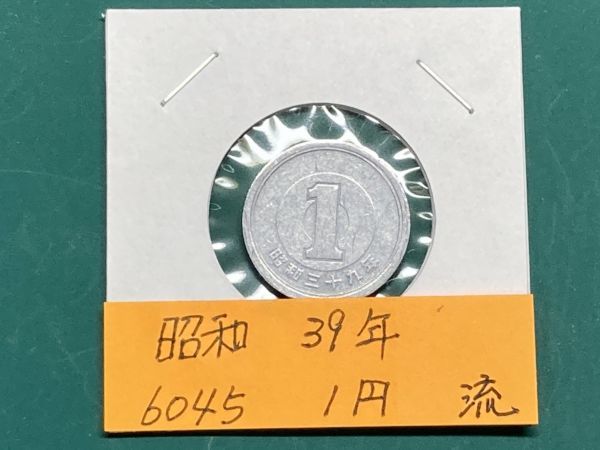 1
昭和三十九年
昭和 39年
6045 1円 流